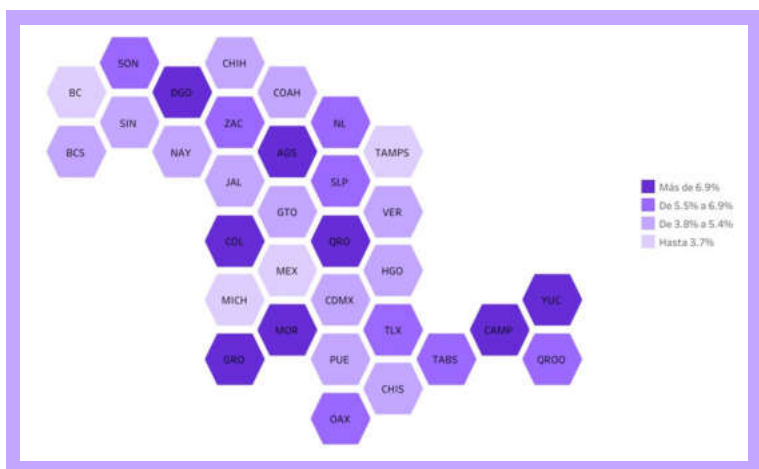 SON
CHIH
BC
DGO
COAH
SIN
ZAC
NL
BCS
NAY
AGS
TAMPS
JAL
SLP
Más de 6.9%
De 5.5% a 6.9%
De 3.8% a 5.4%
Hasta 3.7%
GTO
VER
COL
QRO
MEX
HGO
MICH
CDMX
YUC
MOR
TLX
CAMP
GRO
PUE
TABS
QROO
CHIS
OAX